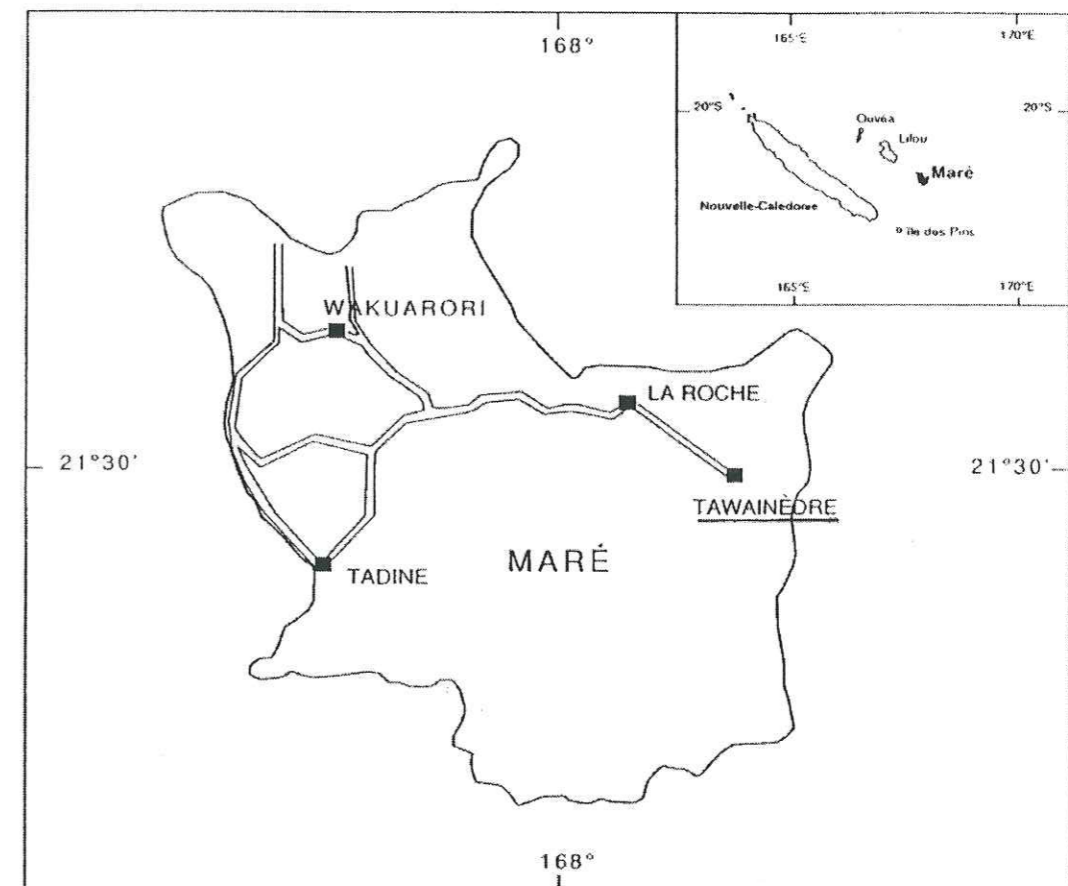 168°
165°E
170°E
20°S
20°S
Ouvéa
Lifou
Maré
Nouvelle-Calédonie
île des Pins
165°E
170°E
WAKUARORI
LA ROCHE
21°30'
21°30'
TAWAINÈDRE
MARÉ
TADINE
168°